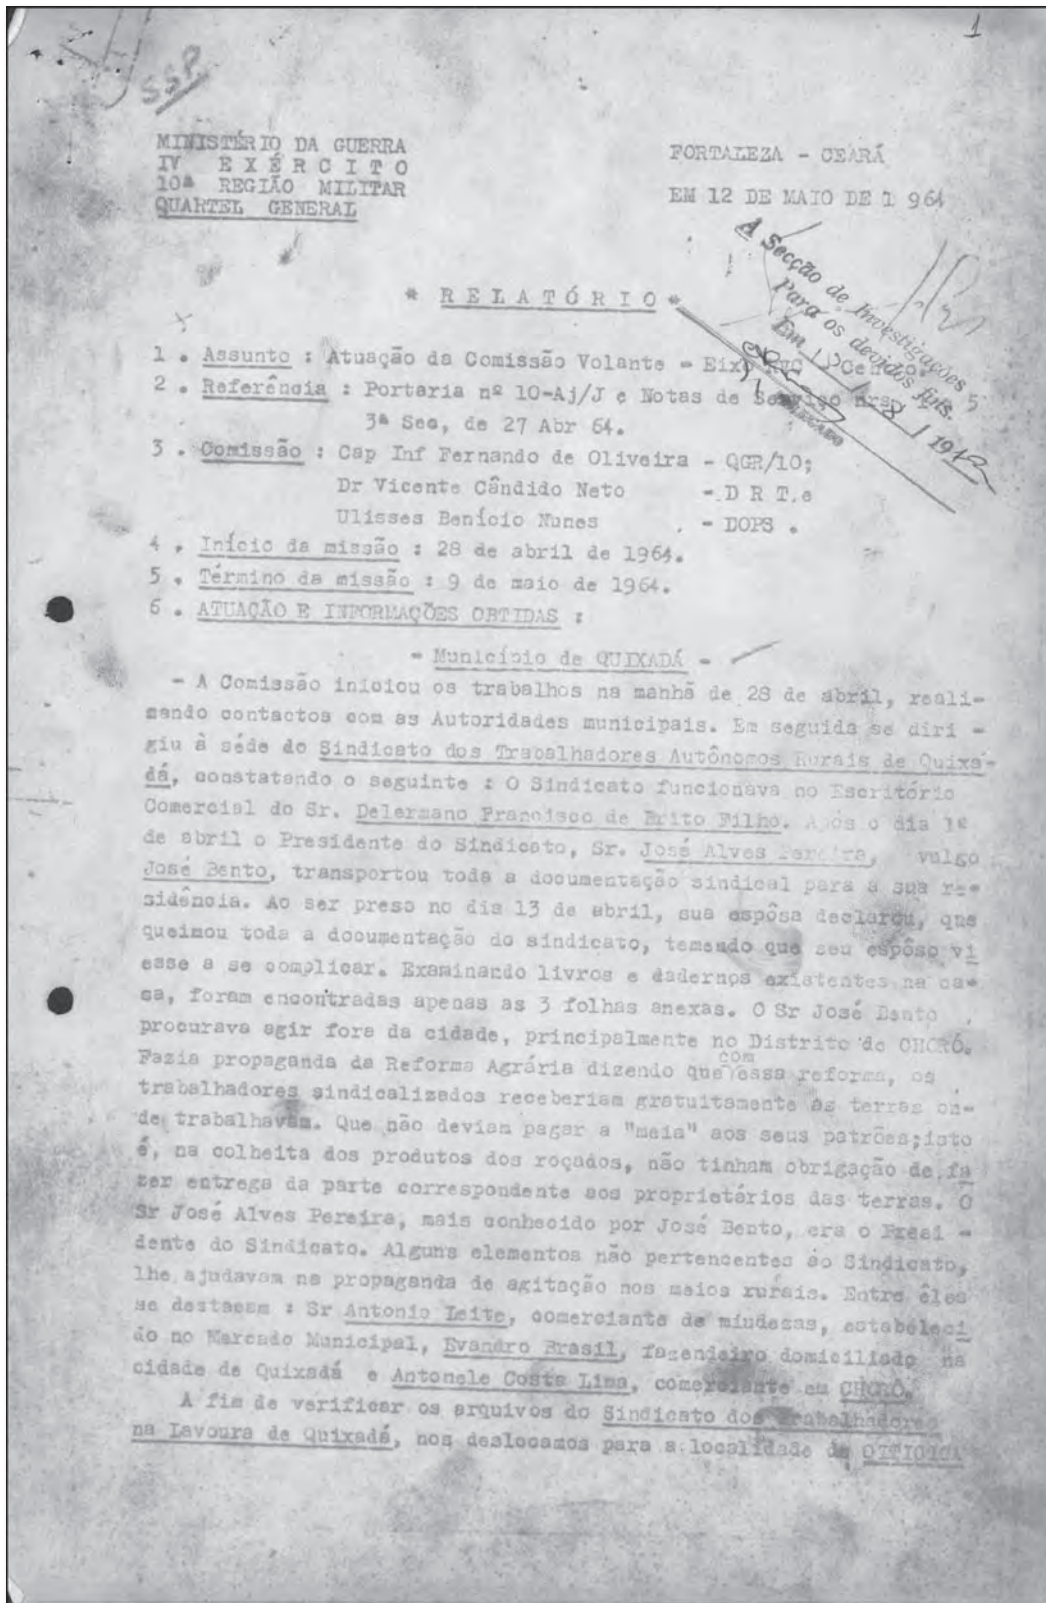 1
SSP
MINISTÉRIO DA GUERRA
IV EXÉRCITO
10ª REGIÃO MILITAR
QUARTEL GENERAL
FORTALEZA - CEARÁ
EM 12 DE MAIO DE 1 964
A Secção de Investigações
Para os devidos fins.
Em
* RELATÓRIO *
1 . Assunto : Atuação da Comissão Volante - Eixo
2 . Referência : Portaria nº 10-Aj/J e Notas de Serviço nrs 5
3ª Sec, de 27 Abr 64.
3 . Comissão : Cap Inf Fernando de Oliveira - QGR/10;
Dr Vicente Cândido Neto - D R T.e
Ulisses Benício Nunes - DOPS .
4 . Início da missão : 28 de abril de 1964.
5 . Término da missão : 9 de maio de 1964.
6 . ATUAÇÃO E INFORMAÇÕES OBTIDAS :
- Município de QUIXADÁ -
- A Comissão iniciou os trabalhos na manhã de 28 de abril, reali-
mando contactos com as Autoridades municipais. Em seguida se diri -
giu à séde do Sindicato dos Trabalhadores Autônomos Rurais de Quixa-
dá, constatando o seguinte : O Sindicato funcionava no Escritório
Comercial do Sr. Delermano Francisco de Brito Filho. Após o dia 1º
de abril o Presidente do Sindicato, Sr. José Alves Pereira, vulgo
José Bento, transportou toda a documentação sindical para a sua re-
sidência. Ao ser preso no dia 13 de abril, sua espôsa declarou, que
queimou toda a documentação do sindicato, temendo que seu espôso vi
esse a se complicar. Examinando livros e dadernos existentes na ca-
sa, foram encontradas apenas as 3 folhas anexas. O Sr José Bento
procurava agir fora da cidade, principalmente no Distrito de CHORÓ.
Fazia propaganda da Reforma Agrária dizendo que com essa reforma, os
trabalhadores sindicalizados receberiam gratuitamente as terras on-
de trabalhavam. Que não deviam pagar a "meia" aos seus patrões;isto
é, na colheita dos produtos dos roçados, não tinham obrigação de fa
zer entrega da parte correspondente aos proprietários das terras. O
Sr José Alves Pereira, mais conhecido por José Bento, era o Presi -
dente do Sindicato. Alguns elementos não pertencentes ao Sindicato,
lhe ajudavam na propaganda de agitação nos meios rurais. Entre êles
se destacam : Sr Antonio Leite, comerciante de miudezas, estabeleci
do no Mercado Municipal, Evandro Brasil, fazendeiro domiciliado na
cidade de Quixadá e Antonele Costa Lima, comerciante em CHORÓ.
A fim de verificar os arquivos do Sindicato dos Trabalhadores
na Lavoura de Quixadá, nos deslocamos para a localidade de